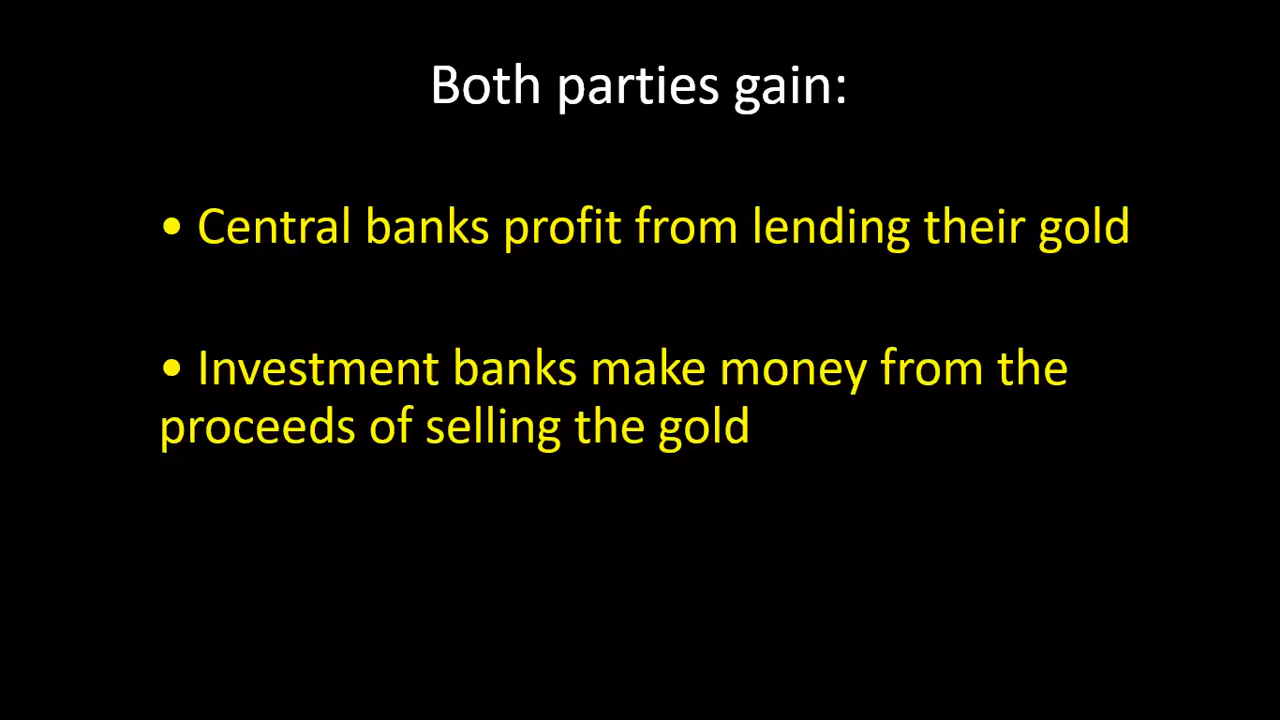 Both parties gain:
• Central banks profit from lending their gold
• Investment banks make money from the
proceeds of selling the gold